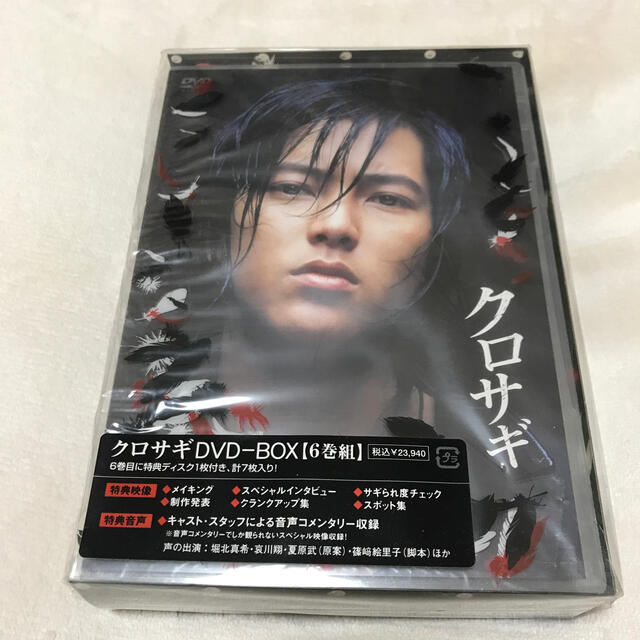 DVD
クロサギ
クロサギDVD-BOX【6巻組】 税込¥23,940
6巻目に特典ディスク1枚付き、計7枚入り!
特典映像 ◆メイキング ◆スペシャルインタビュー ◆サギられ度チェック
◆制作発表 ◆クランクアップ集 ◆スポット集
特典音声 ◆キャスト・スタッフによる音声コメンタリー収録
※音声コメンタリーでしか観られないスペシャル映像収録!
声の出演:堀北真希・哀川翔・夏原武(原案)・篠﨑絵里子(脚本)ほか